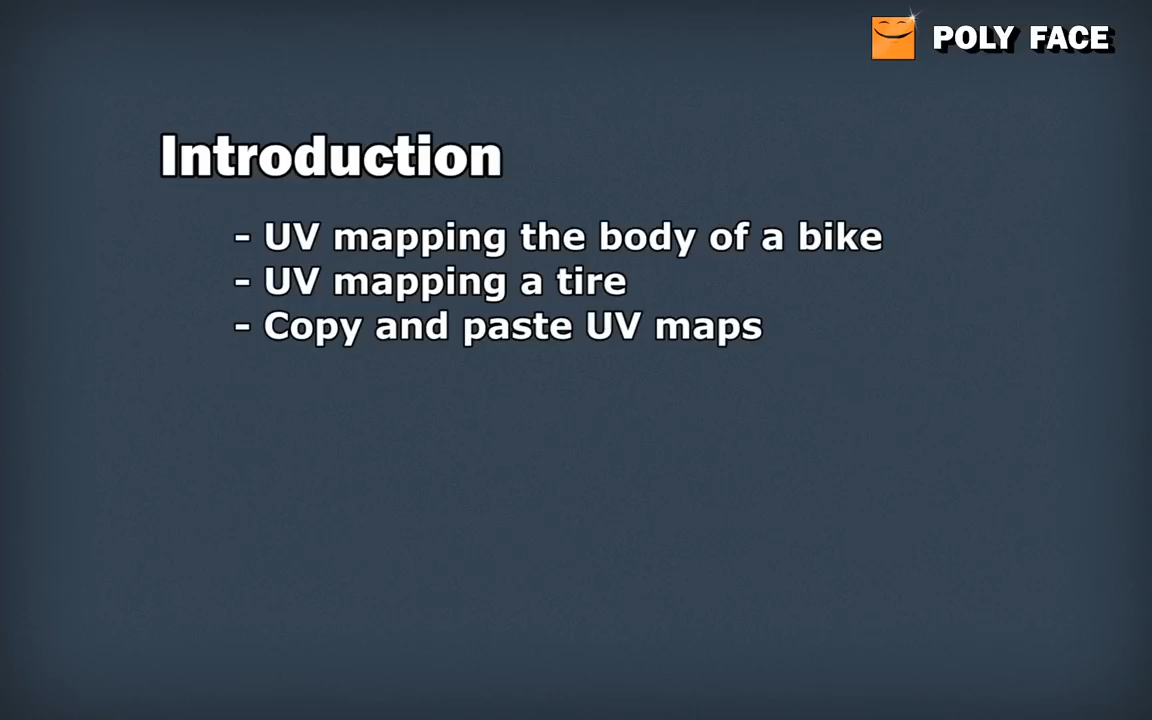 POLY FACE
Introduction
- UV mapping the body of a bike
- UV mapping a tire
- Copy and paste UV maps